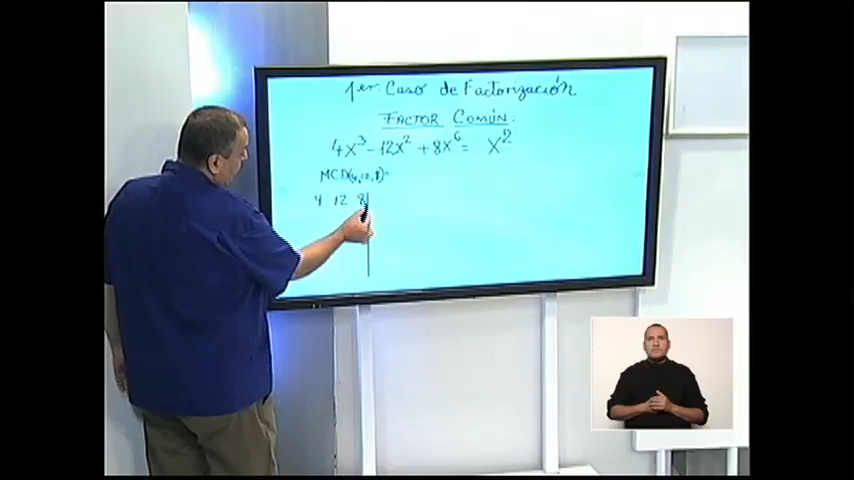 1er. Caso de Factorización
FACTOR COMÚN.
4x³ - 12x² + 8x⁶ = x²
MCD(4,12,8)=
4 12 8